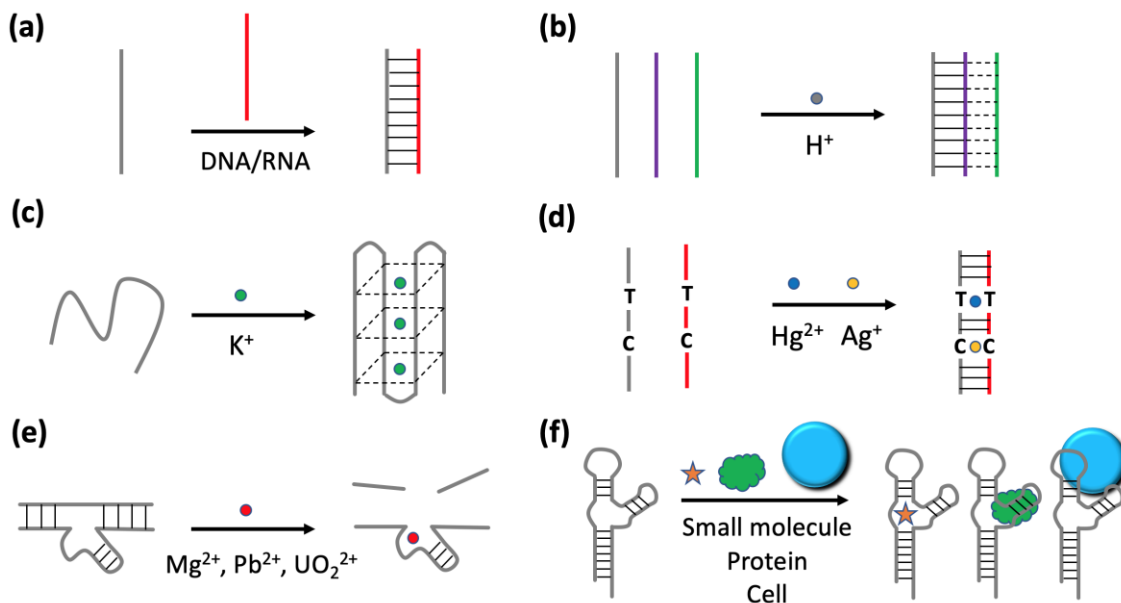 (a)
DNA/RNA
(b)
H⁺
(c)
K⁺
(d)
T
C
T
C
Hg²⁺ Ag⁺
T T
C C
(e)
Mg²⁺, Pb²⁺, UO₂²⁺
(f)
Small molecule
Protein
Cell